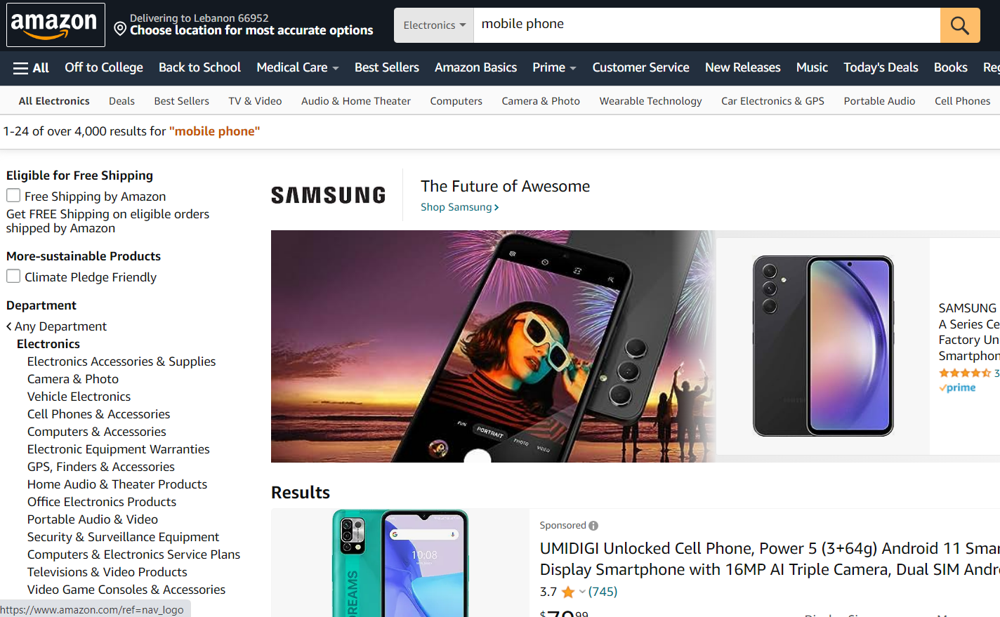 amazon
Delivering to Lebanon 66952
Choose location for most accurate options
Electronics
mobile phone
All
Off to College
Back to School
Medical Care
Best Sellers
Amazon Basics
Prime
Customer Service
New Releases
Music
Today's Deals
Books
Reg
All Electronics
Deals
Best Sellers
TV & Video
Audio & Home Theater
Computers
Camera & Photo
Wearable Technology
Car Electronics & GPS
Portable Audio
Cell Phones
1-24 of over 4,000 results for "mobile phone"
Eligible for Free Shipping
Free Shipping by Amazon
Get FREE Shipping on eligible orders
shipped by Amazon
More-sustainable Products
Climate Pledge Friendly
Department
Any Department
Electronics
Electronics Accessories & Supplies
Camera & Photo
Vehicle Electronics
Cell Phones & Accessories
Computers & Accessories
Electronic Equipment Warranties
GPS, Finders & Accessories
Home Audio & Theater Products
Office Electronics Products
Portable Audio & Video
Security & Surveillance Equipment
Computers & Electronics Service Plans
Televisions & Video Products
Video Game Consoles & Accessories
https://www.amazon.com/ref=nav_logo
SAMSUNG
The Future of Awesome
Shop Samsung
FUN
PORTRAIT
PHOTO
VIDEO
SAMSUNG
A Series Ce
Factory Un
Smartphon
3
prime
Results
DREAMS
10:08
Sponsored
UMIDIGI Unlocked Cell Phone, Power 5 (3+64g) Android 11 Smar
Display Smartphone with 16MP AI Triple Camera, Dual SIM Andr
3.7
(745)
$79.99